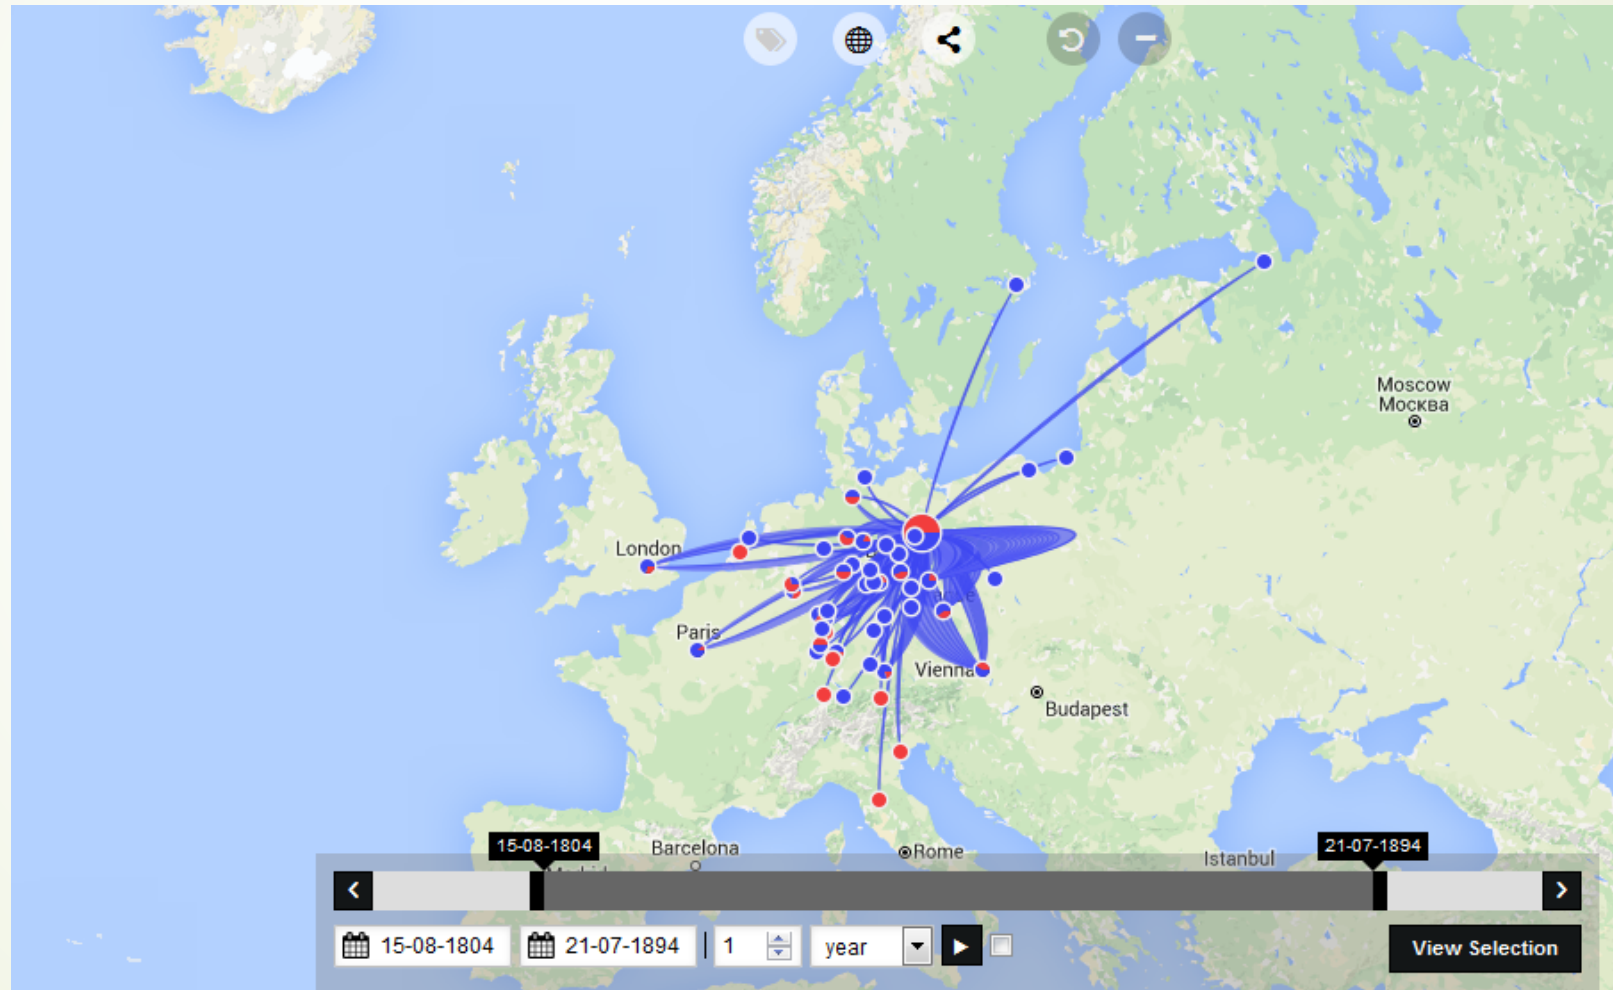 Moscow
Москва
London
Paris
Vienna
Budapest
15-08-1804
Barcelona
Rome
Istanbul
21-07-1894
Madrid
15-08-1804
21-07-1894
1
year
View Selection